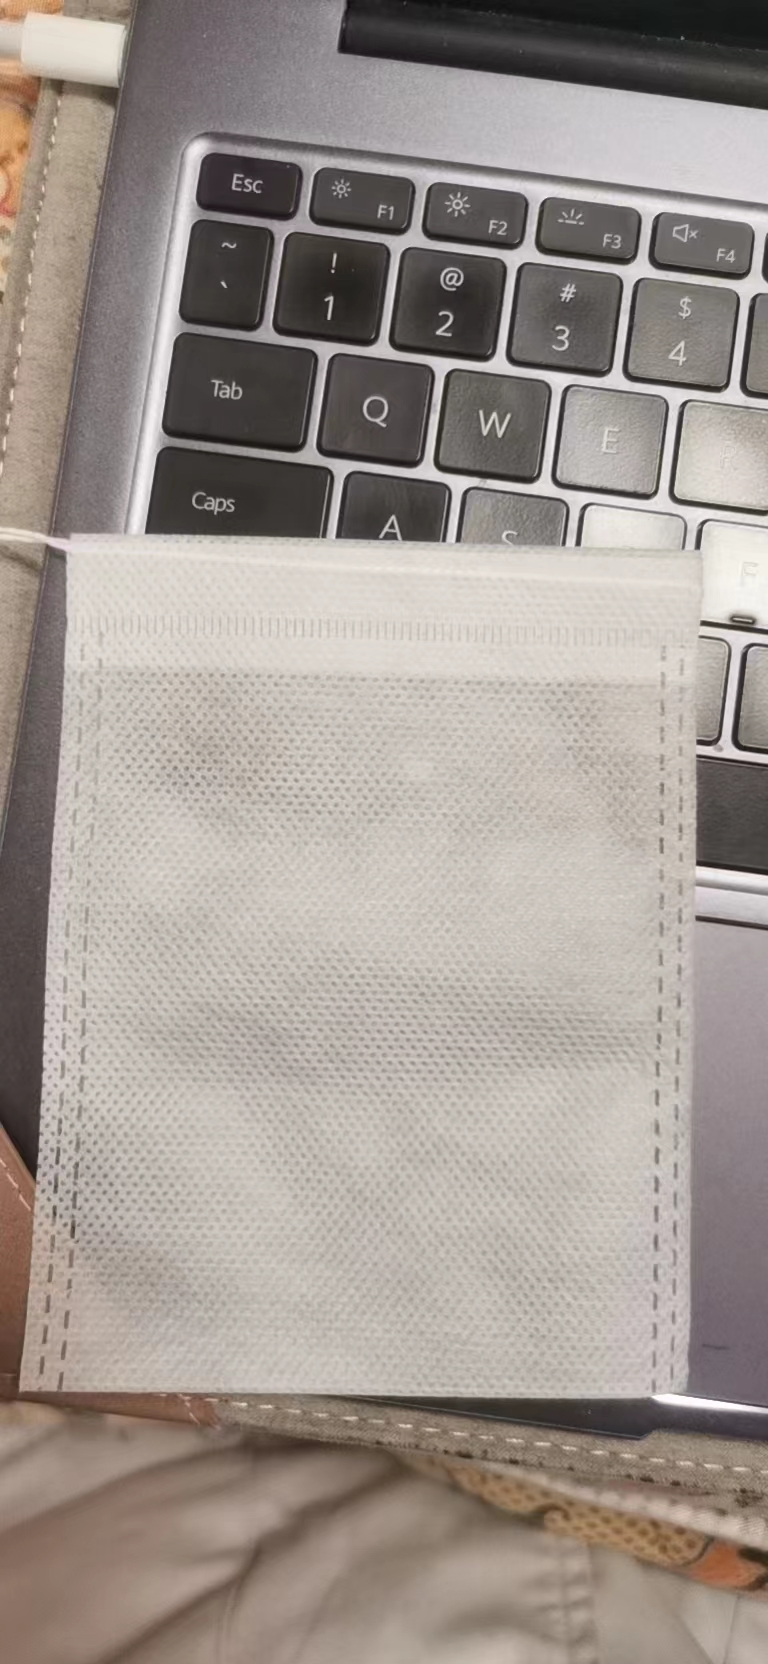 Esc F1 F2 F3 F4
~ ! @ # $
` 1 2 3 4
Tab Q W E
Caps A S F